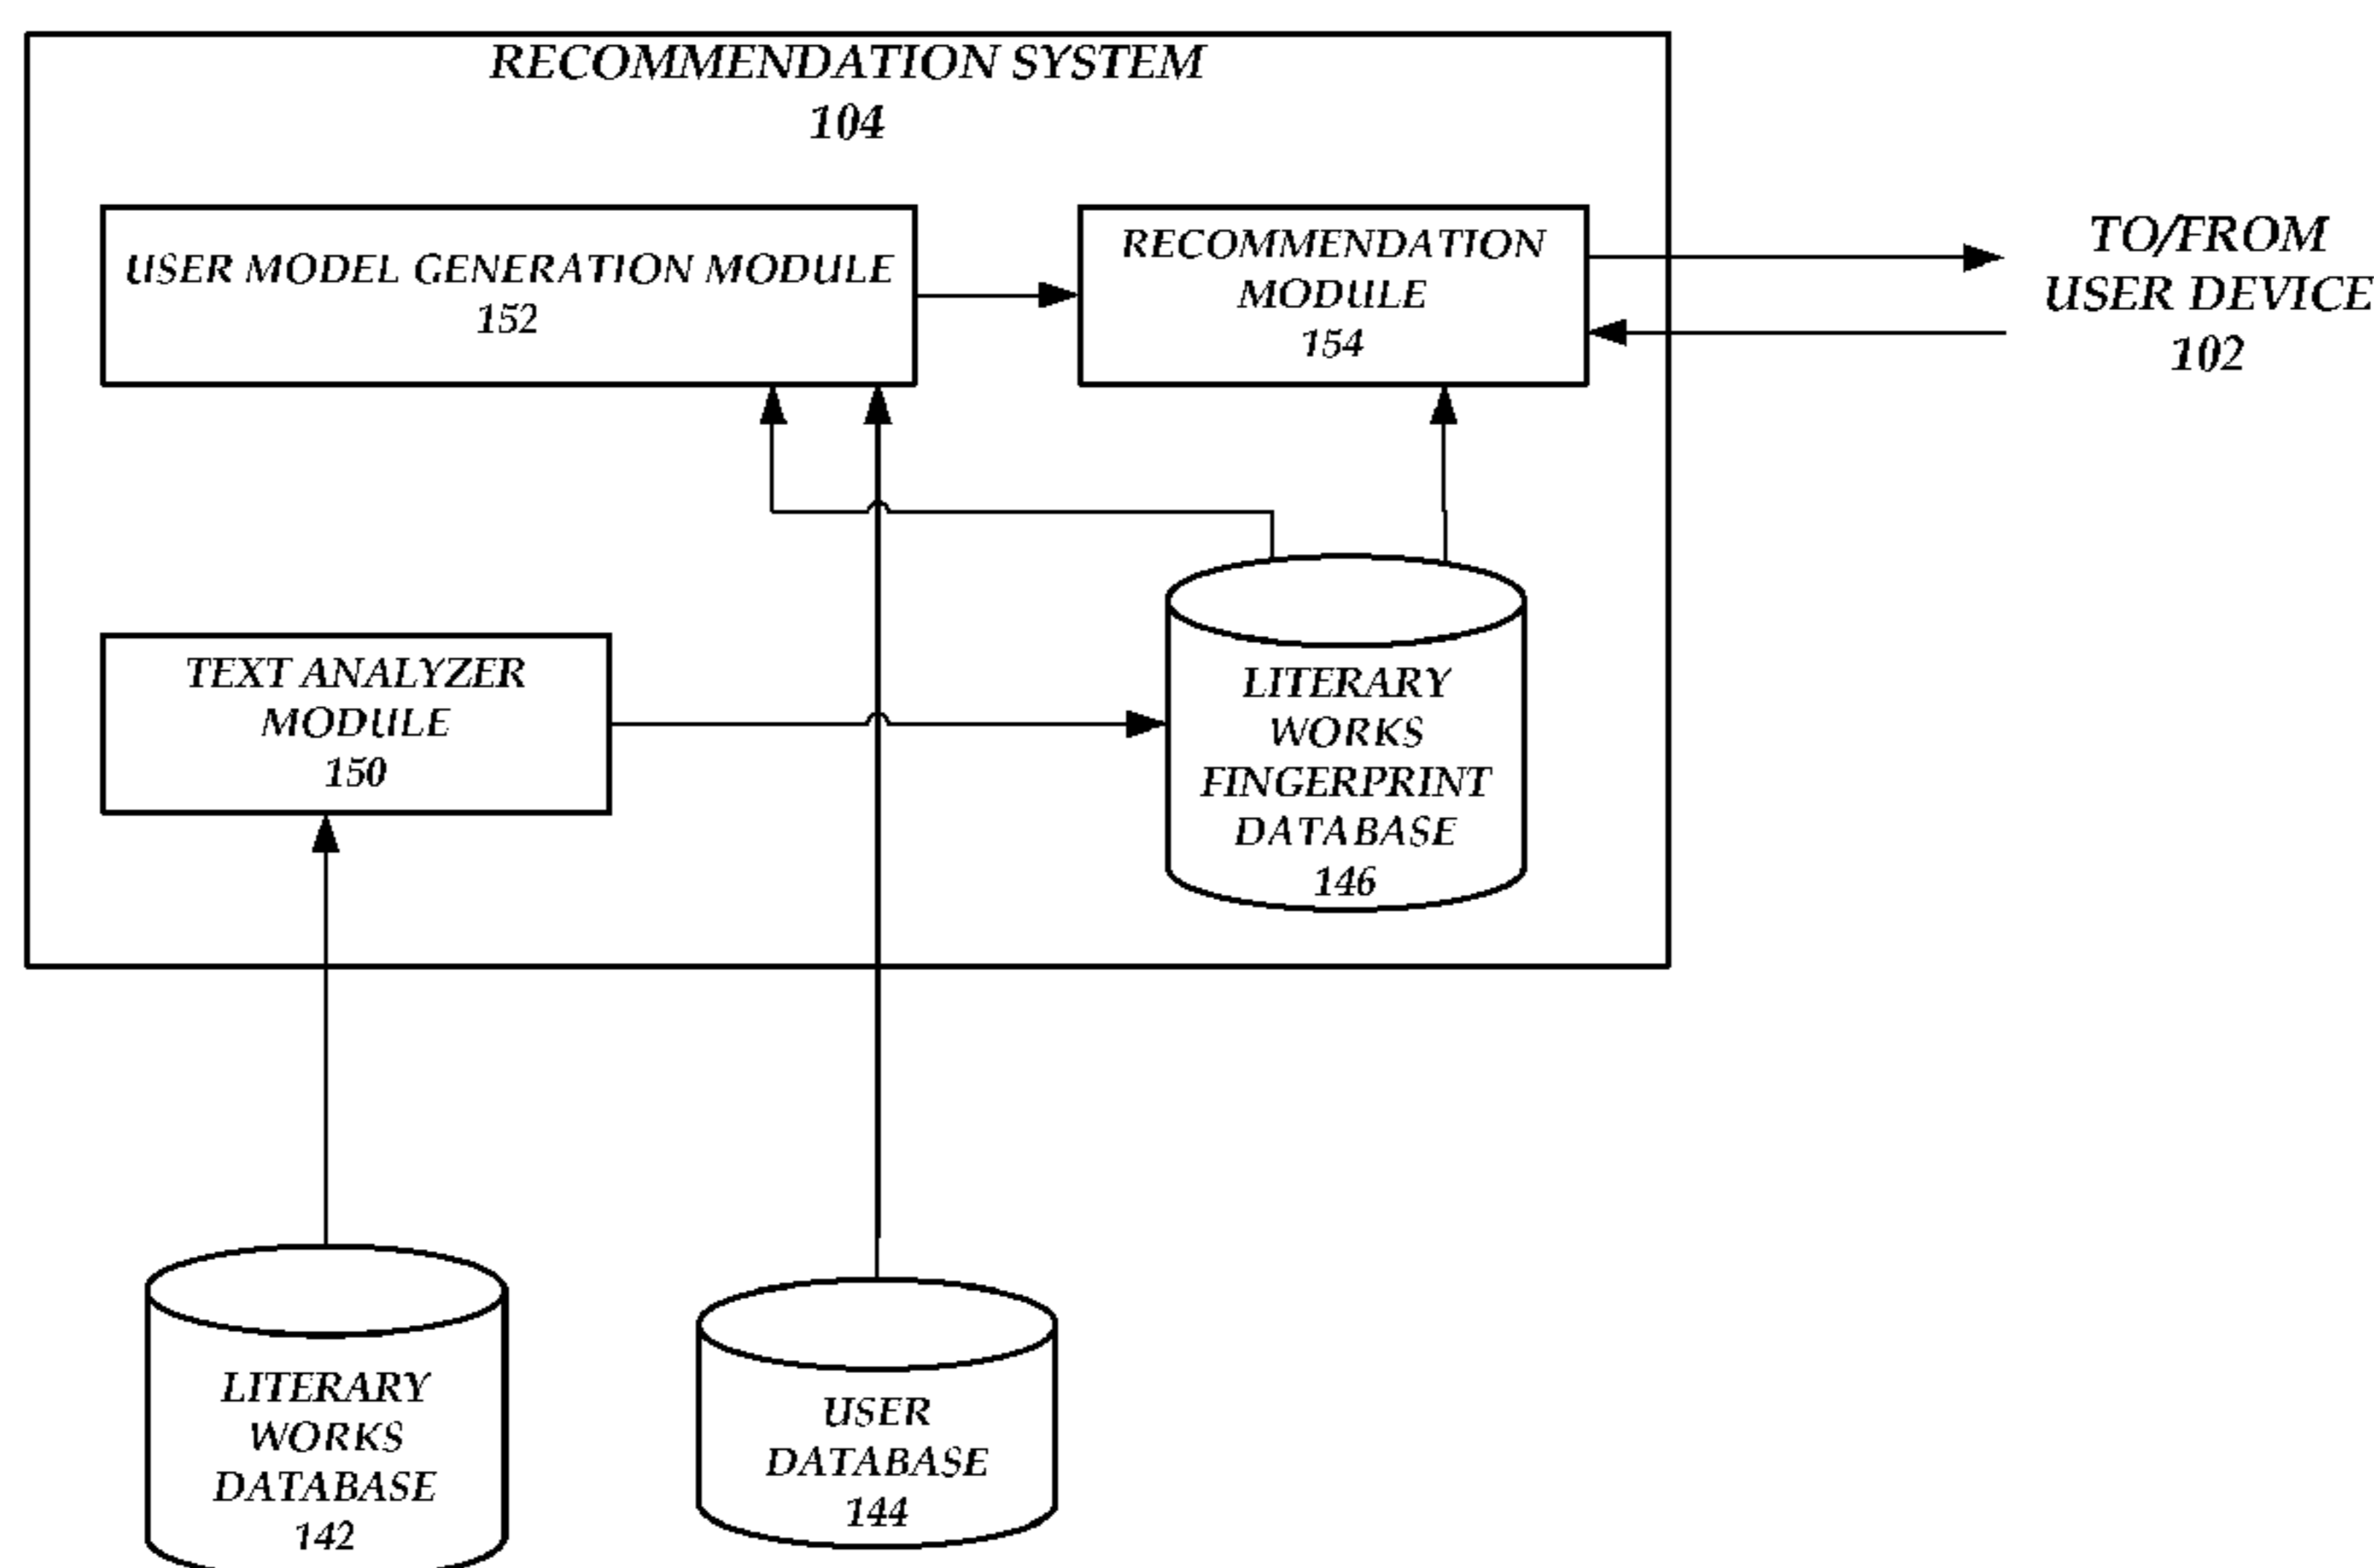 RECOMMENDATION SYSTEM
104
USER MODEL GENERATION MODULE
152
RECOMMENDATION
MODULE
154
TO/FROM
USER DEVICE
102
TEXT ANALYZER
MODULE
150
LITERARY
WORKS
FINGERPRINT
DATABASE
146
LITERARY
WORKS
DATABASE
142
USER
DATABASE
144